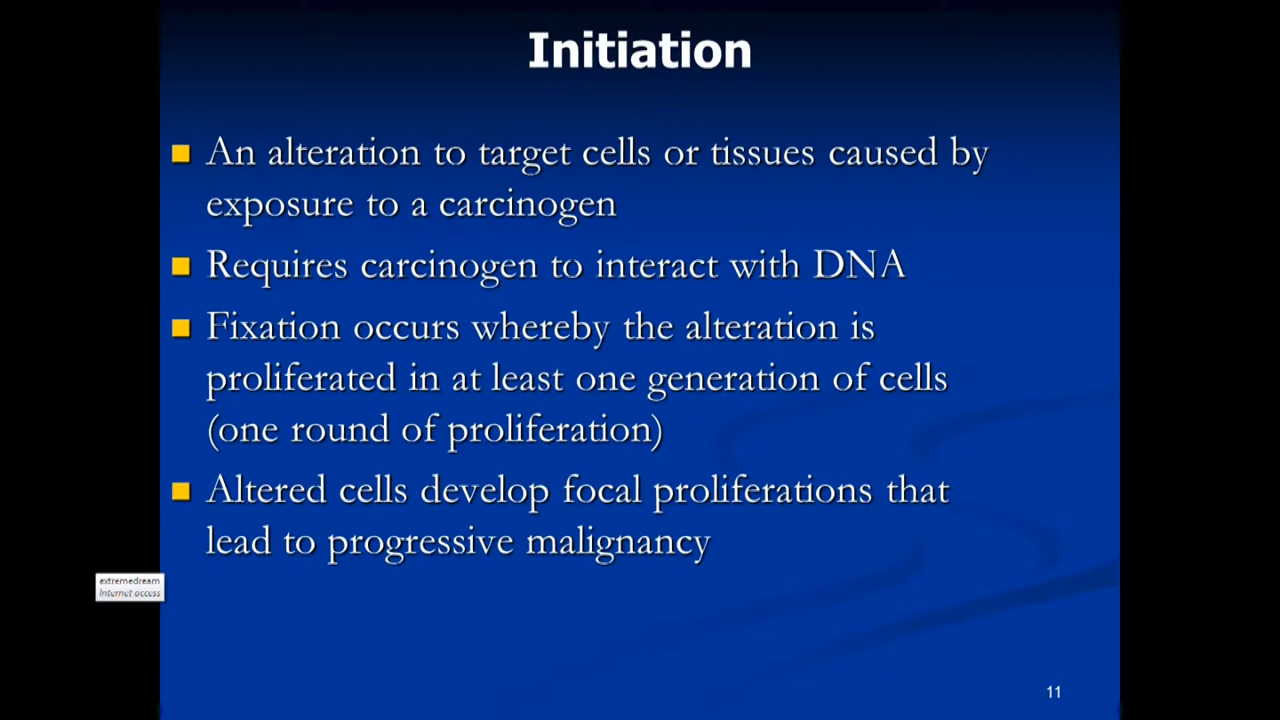 Initiation
An alteration to target cells or tissues caused by
exposure to a carcinogen
Requires carcinogen to interact with DNA
Fixation occurs whereby the alteration is
proliferated in at least one generation of cells
(one round of proliferation)
Altered cells develop focal proliferations that
lead to progressive malignancy
extremedream
Internet access
11